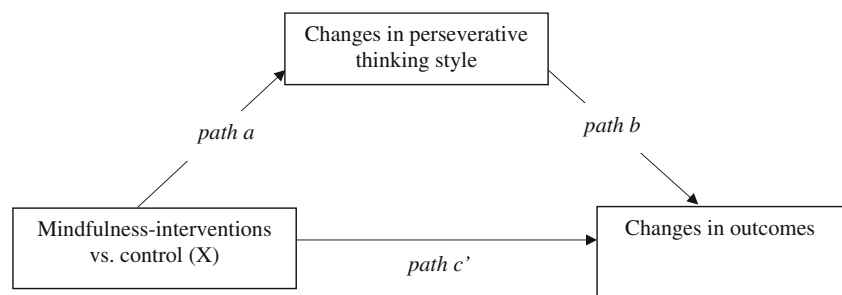 Changes in perseverative
thinking style
path a
path b
Mindfulness-interventions
vs. control (X)
Changes in outcomes
path c’